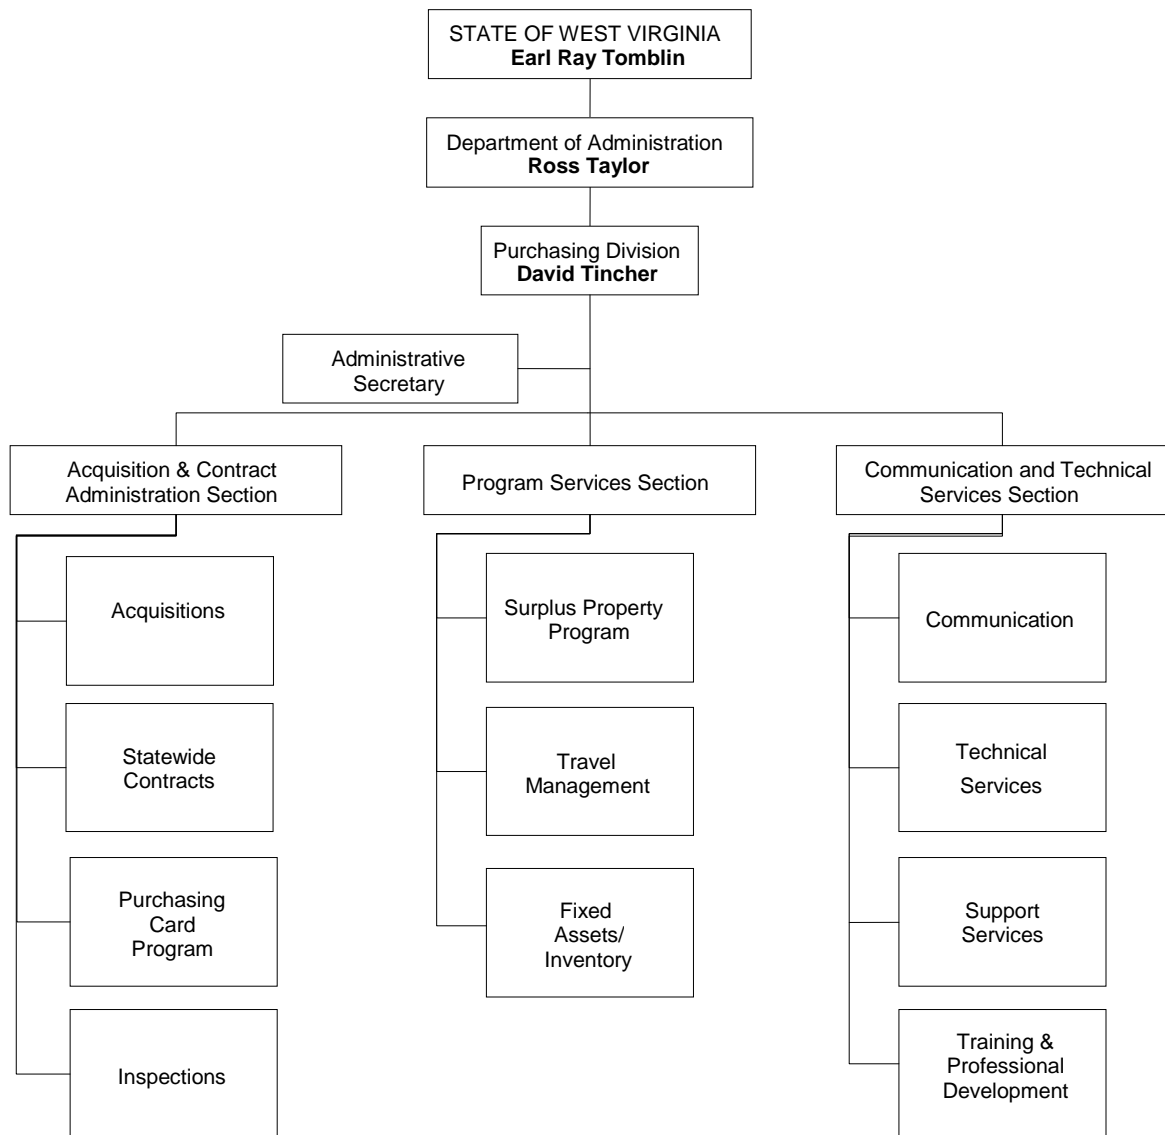 STATE OF WEST VIRGINIA
Earl Ray Tomblin
Department of Administration
Ross Taylor
Purchasing Division
David Tincher
Administrative
Secretary
Acquisition & Contract
Administration Section
Program Services Section
Communication and Technical
Services Section
Acquisitions
Statewide
Contracts
Purchasing
Card
Program
Inspections
Surplus Property
Program
Travel
Management
Fixed
Assets/
Inventory
Communication
Technical
Services
Support
Services
Training &
Professional
Development